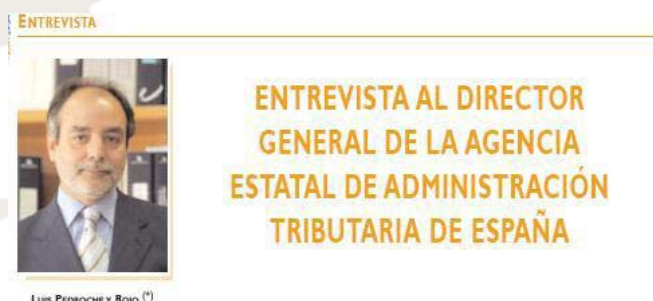 ENTREVISTA
ENTREVISTA AL DIRECTOR
GENERAL DE LA AGENCIA
ESTATAL DE ADMINISTRACIÓN
TRIBUTARIA DE ESPAÑA
LUIS PEDROCHE Y ROJO (*)